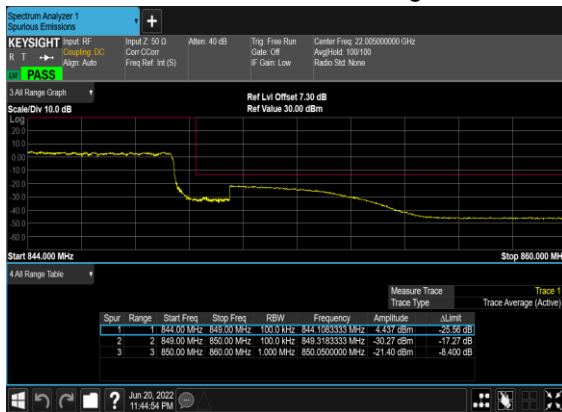 Spectrum Analyzer 1
Spurious Emissions
KEYSIGHT Input: RF Input Z: 50 Ω Atten: 40 dB Trig: Free Run Center Freq: 22.005000000 GHz
R T Coupling: DC Corr CCorr Gate: Off Avg|Hold: 100/100
Align: Auto Freq Ref: Int (S) IF Gain: Low Radio Std: None
PASS
3 All Range Graph
Ref Lvl Offset 7.30 dB
Scale/Div 10.0 dB Ref Value 30.00 dBm
Log
20.0
10.0
0.00
-10.0
-20.0
-30.0
-40.0
-50.0
-60.0
Start 844.000 MHz Stop 860.000 MH
4 All Range Table
Measure Trace Trace 1
Trace Type Trace Average (Active)
Spur Range Start Freq Stop Freq RBW Frequency Amplitude ΔLimit
1 1 844.00 MHz 849.00 MHz 100.0 kHz 844.1083333 MHz 4.437 dBm -25.56 dB
2 2 849.00 MHz 850.00 MHz 100.0 kHz 849.3183333 MHz -30.27 dBm -17.27 dB
3 3 850.00 MHz 860.00 MHz 1.000 MHz 850.0500000 MHz -21.40 dBm -8.400 dB
? Jun 20, 2022
11:44:54 PM